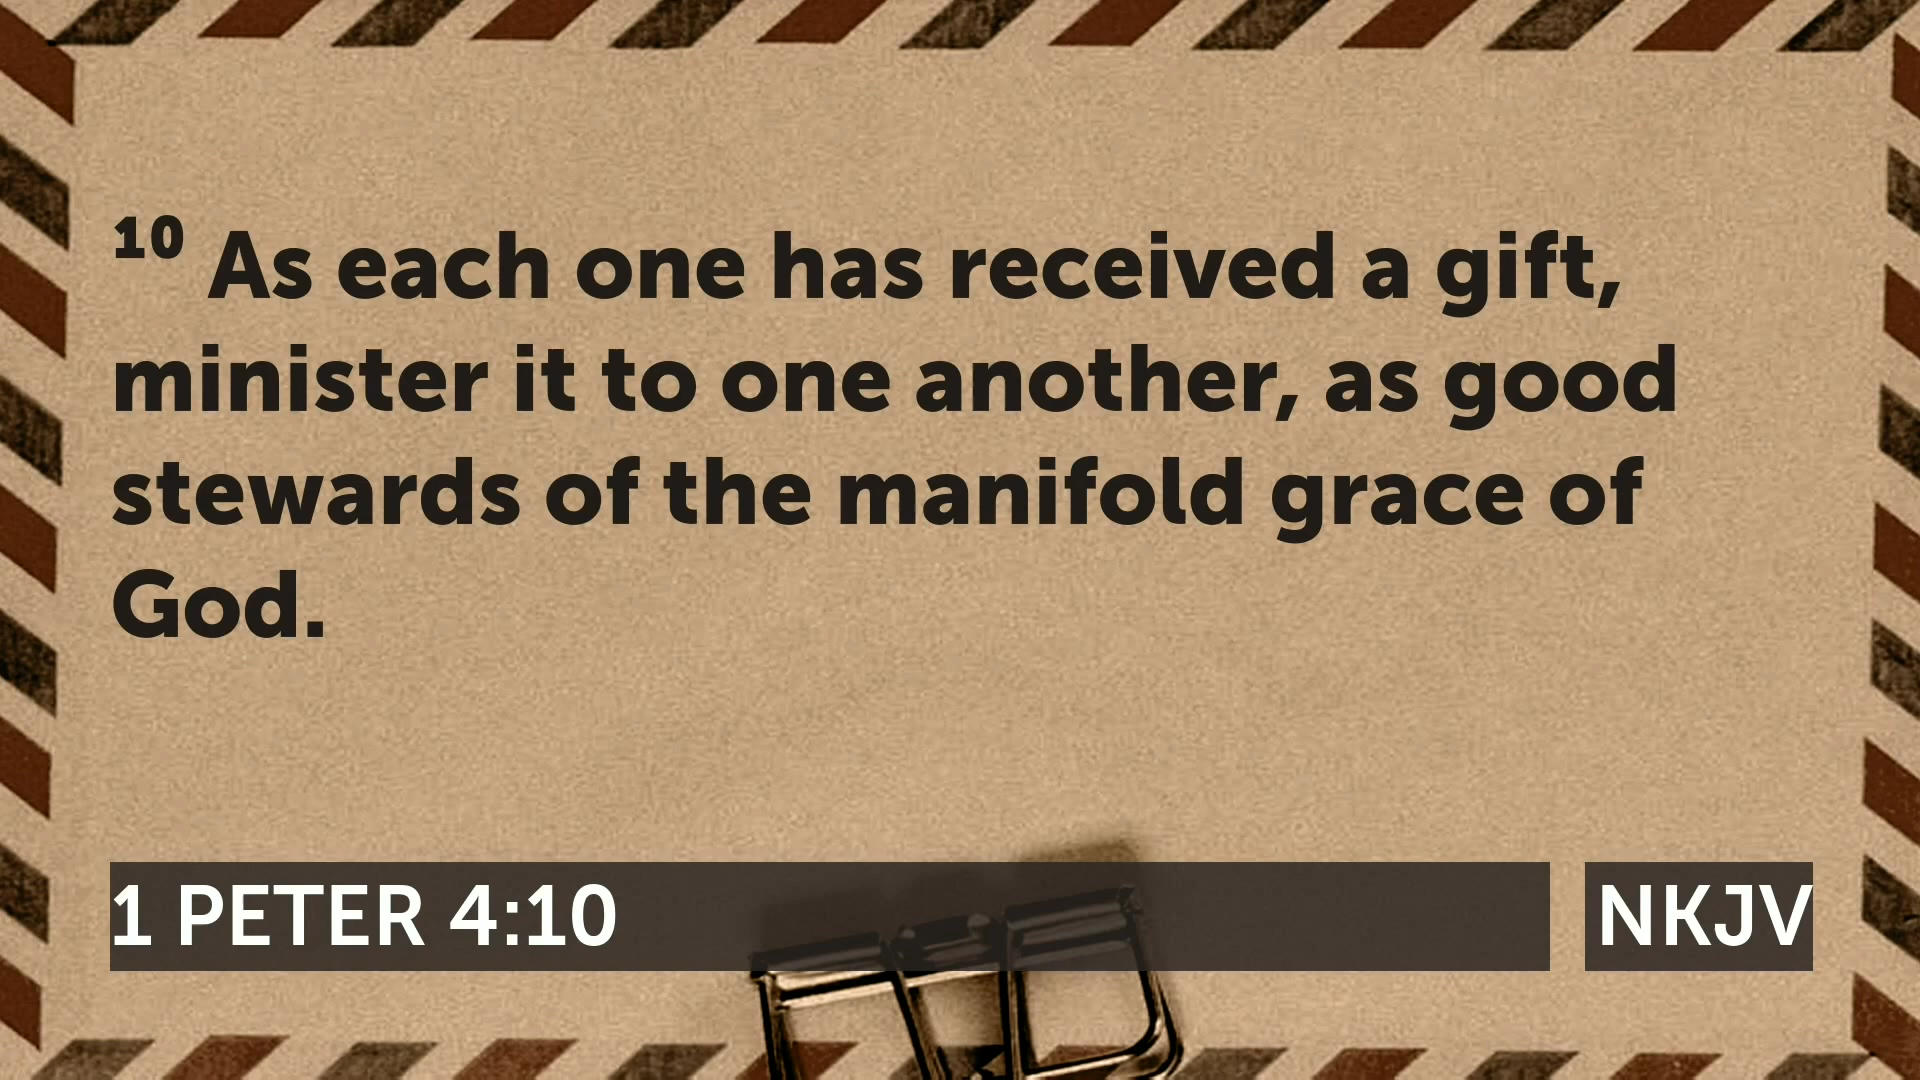 10 As each one has received a gift,
minister it to one another, as good
stewards of the manifold grace of
God.
1 PETER 4:10 NKJV